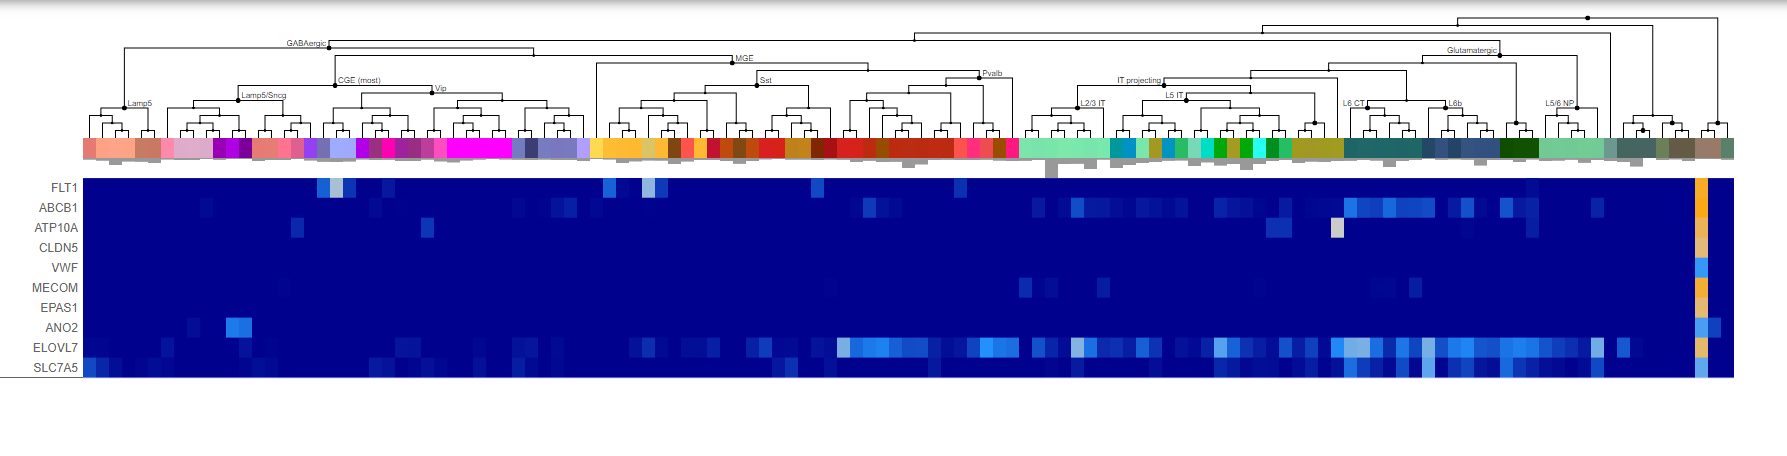 GABAergic
Glutamatergic
MGE
Pvalb
CGE (most)
Sst
IT projecting
Vip
Lamp5
Lamp5/Sncg
L2/3 IT
L5 IT
L6 CT
L6b
L5/6 NP
FLT1
ABCB1
ATP10A
CLDN5
VWF
MECOM
EPAS1
ANO2
ELOVL7
SLC7A5